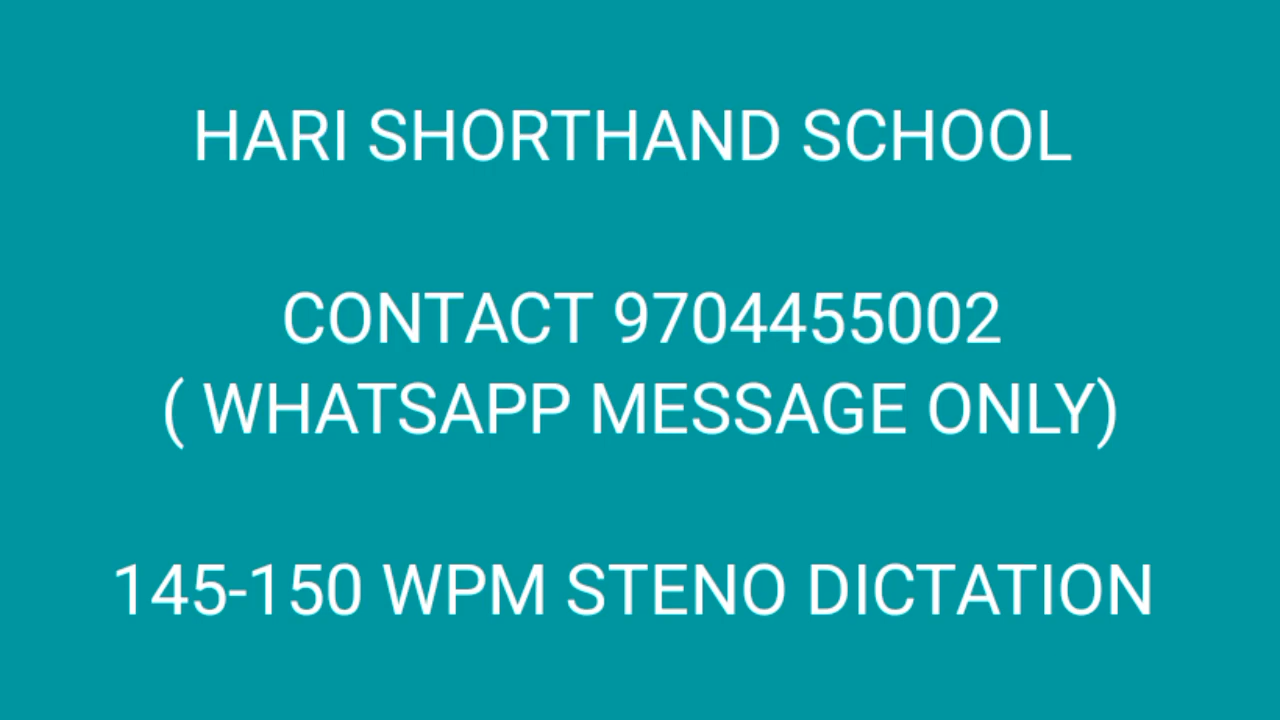 HARI SHORTHAND SCHOOL
CONTACT 9704455002
( WHATSAPP MESSAGE ONLY)
145-150 WPM STENO DICTATION